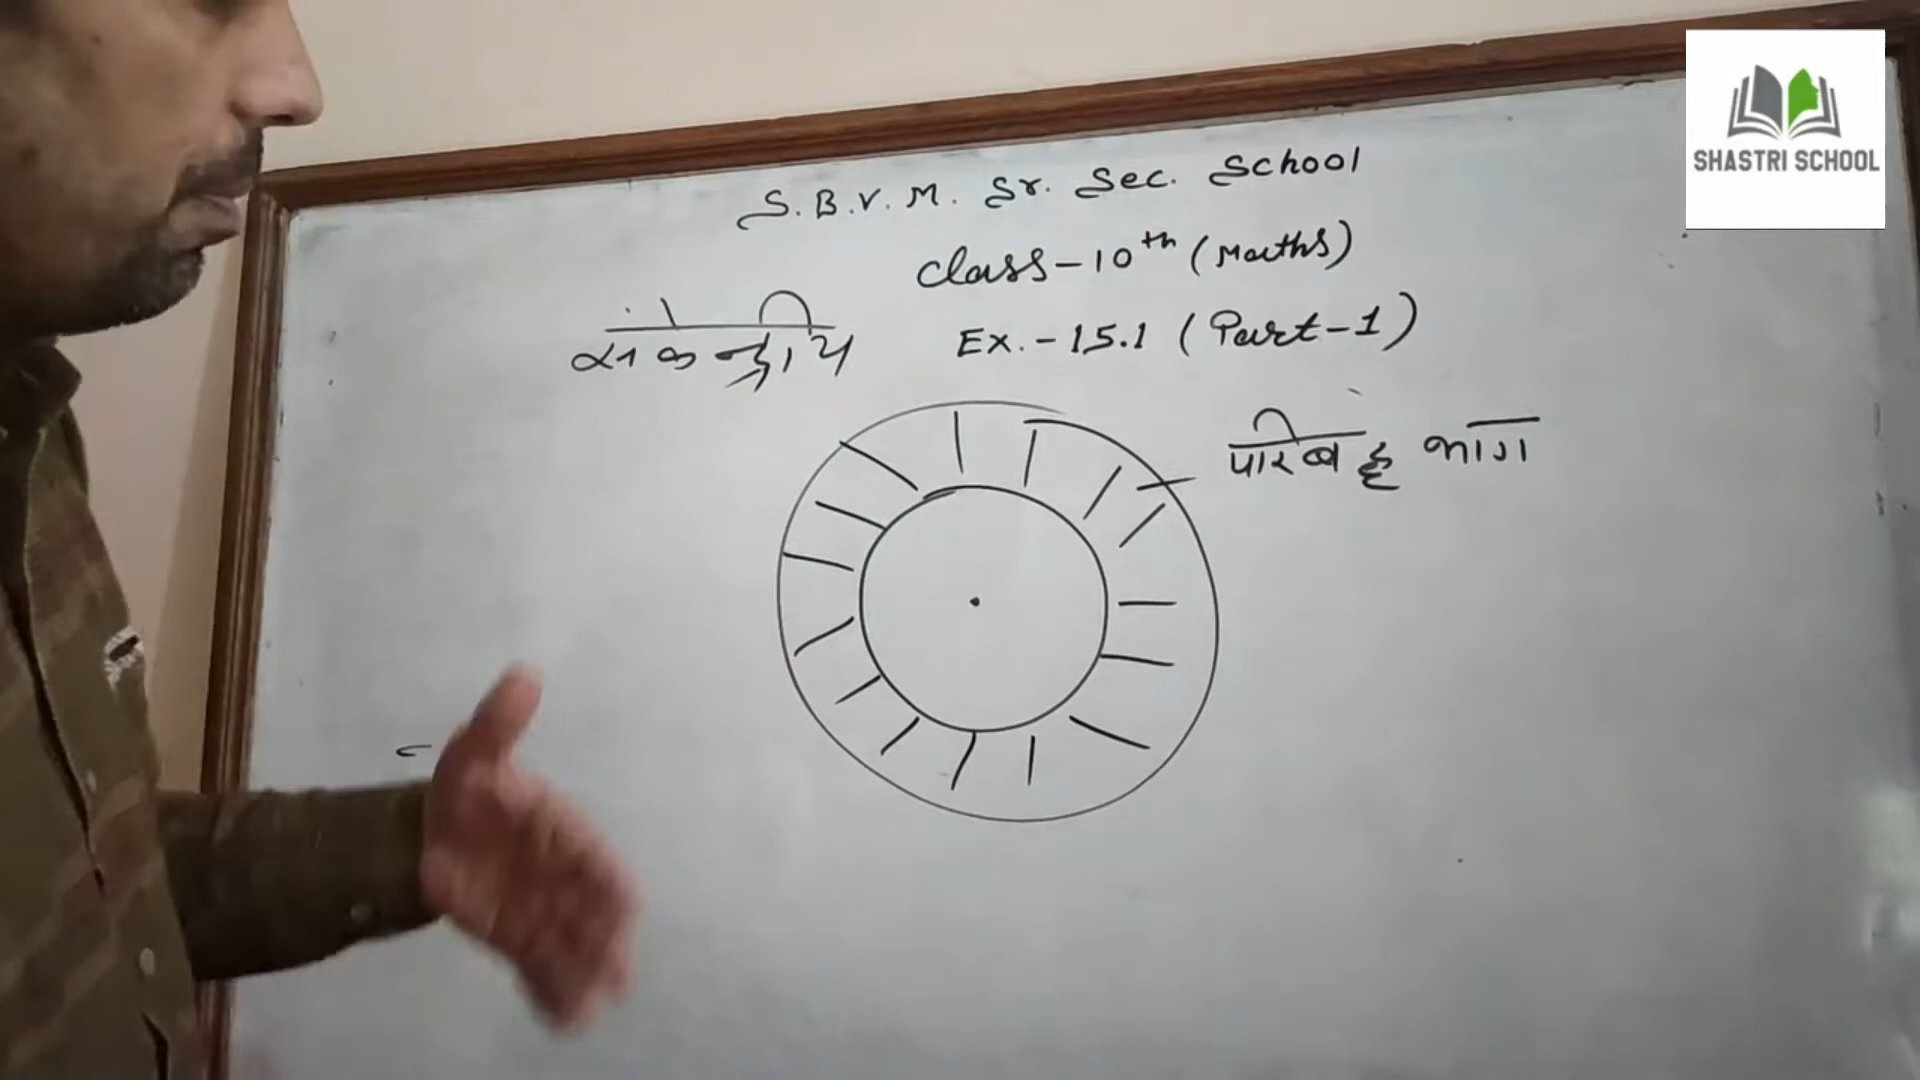 S.B.V.M. Sr. Sec. School
Class-10th (Maths)
Ex.-15.1 (Part-1)
संकेन्द्रीय
परिबद्ध भाग
SHASTRI SCHOOL